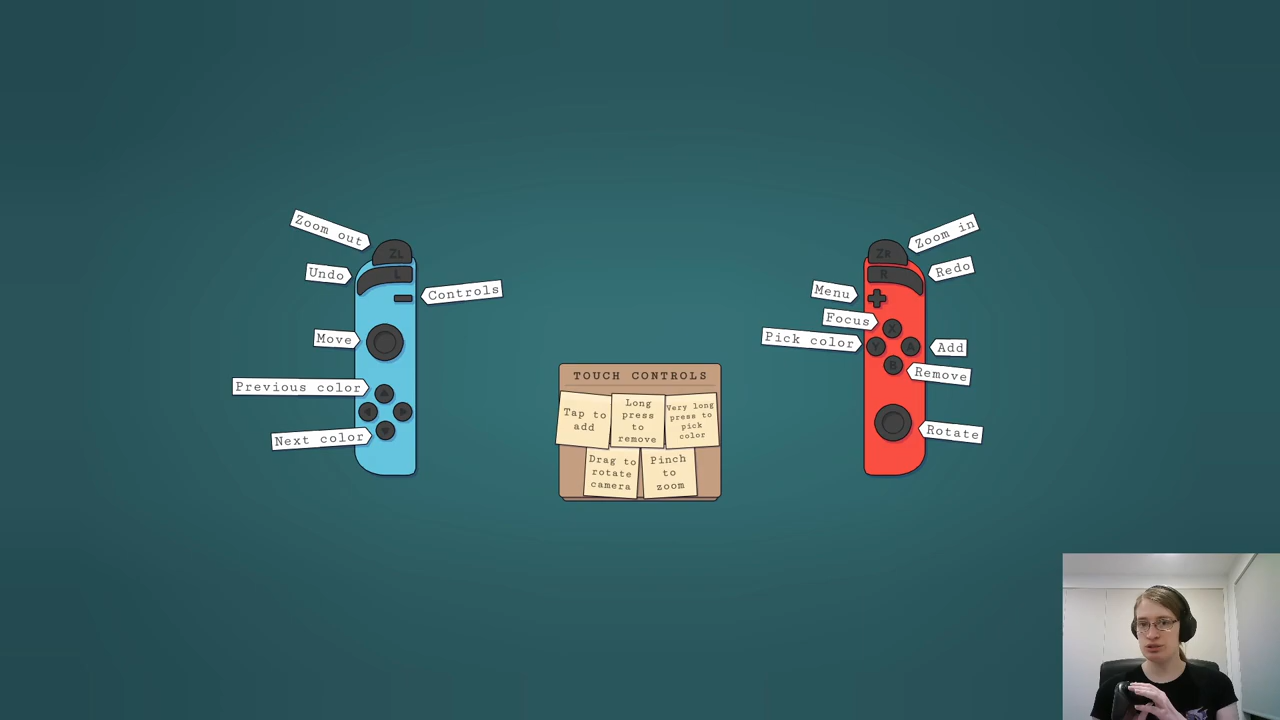 Zoom out
ZL
Undo
L
Controls
Move
Previous color
Next color
TOUCH CONTROLS
Tap to
add
Long
press
to
remove
Very long
press to
pick
color
Drag to
rotate
camera
Pinch
to
zoom
Zoom in
ZR
Redo
R
Menu
Focus
X
Pick color
Y
A
Add
B
Remove
Rotate